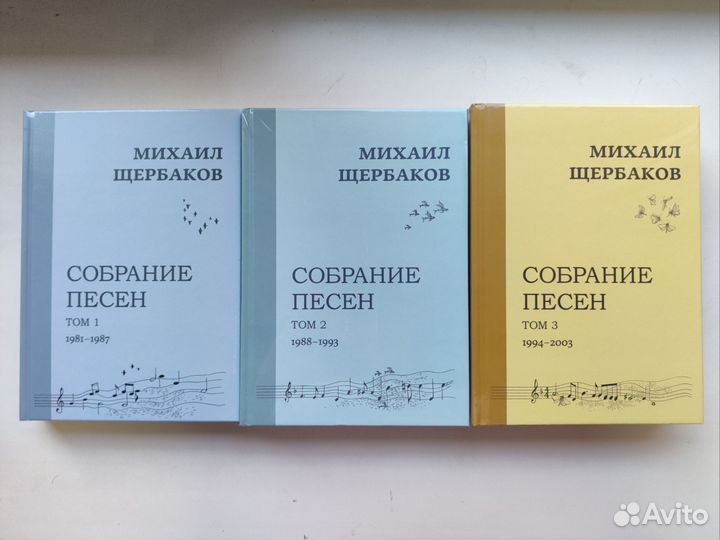 МИХАИЛ
ЩЕРБАКОВ
СОБРАНИЕ
ПЕСЕН
ТОМ 1
1981–1987
МИХАИЛ
ЩЕРБАКОВ
СОБРАНИЕ
ПЕСЕН
ТОМ 2
1988–1993
МИХАИЛ
ЩЕРБАКОВ
СОБРАНИЕ
ПЕСЕН
ТОМ 3
1994–2003
Avito